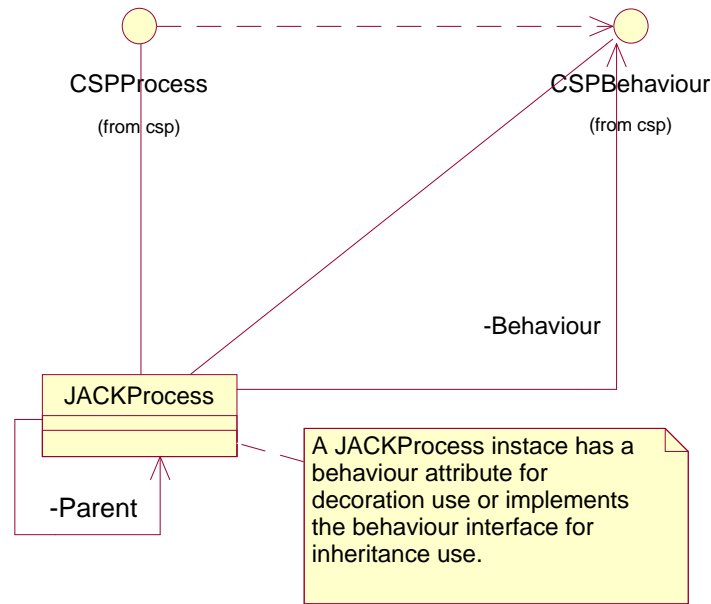 CSPProcess
(from csp)
CSPBehaviour
(from csp)
-Behaviour
JACKProcess
-Parent
A JACKProcess instace has a
behaviour attribute for
decoration use or implements
the behaviour interface for
inheritance use.